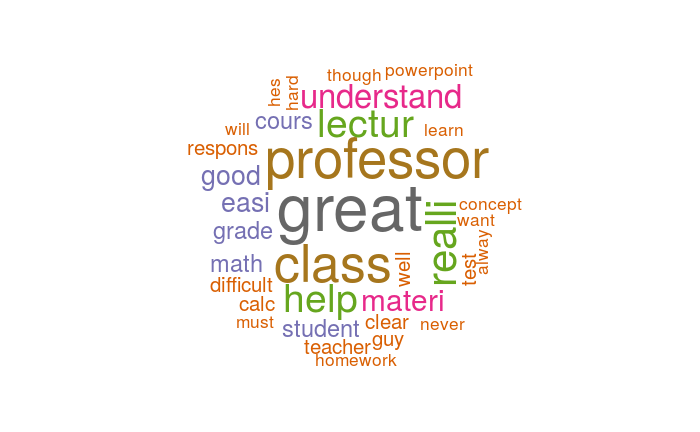 though powerpoint
hes hard understand
will cours lectur learn
respons professor
good
easi great realli concept
want
grade
alway
math class well test
difficult
calc help materi
must student clear never
teacher guy
homework